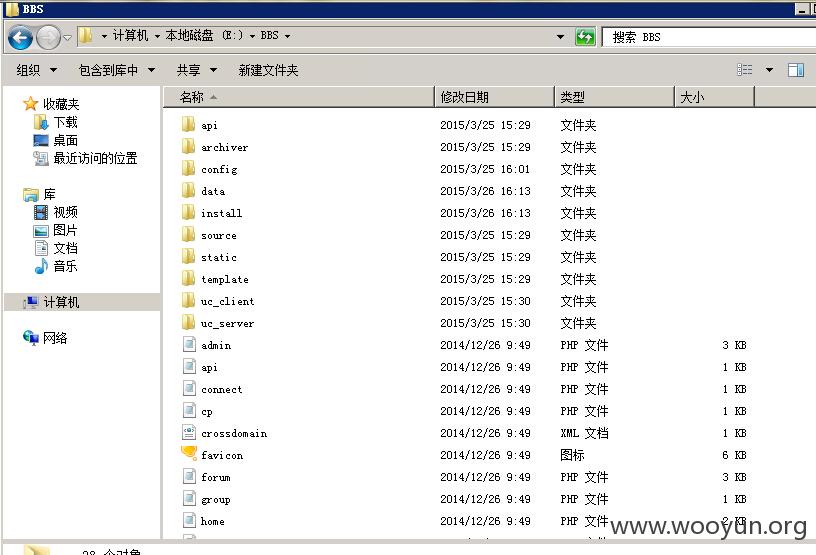 BBS
计算机 本地磁盘 (E:) BBS 搜索 BBS
组织 包含到库中 共享 新建文件夹
收藏夹
下载
桌面
最近访问的位置
库
视频
图片
文档
音乐
计算机
网络
名称 修改日期 类型 大小
api 2015/3/25 15:29 文件夹
archiver 2015/3/25 15:29 文件夹
config 2015/3/25 16:01 文件夹
data 2015/3/26 16:13 文件夹
install 2015/3/26 16:13 文件夹
source 2015/3/25 15:29 文件夹
static 2015/3/25 15:29 文件夹
template 2015/3/25 15:29 文件夹
uc_client 2015/3/25 15:30 文件夹
uc_server 2015/3/25 15:30 文件夹
admin 2014/12/26 9:49 PHP 文件 3 KB
api 2014/12/26 9:49 PHP 文件 1 KB
connect 2014/12/26 9:49 PHP 文件 1 KB
cp 2014/12/26 9:49 PHP 文件 1 KB
crossdomain 2014/12/26 9:49 XML 文档 1 KB
favicon 2014/12/26 9:49 图标 6 KB
forum 2014/12/26 9:49 PHP 文件 3 KB
group 2014/12/26 9:49 PHP 文件 1 KB
home 2014/12/26 9:49 PHP 文件 2 KB
www.wooyun.org